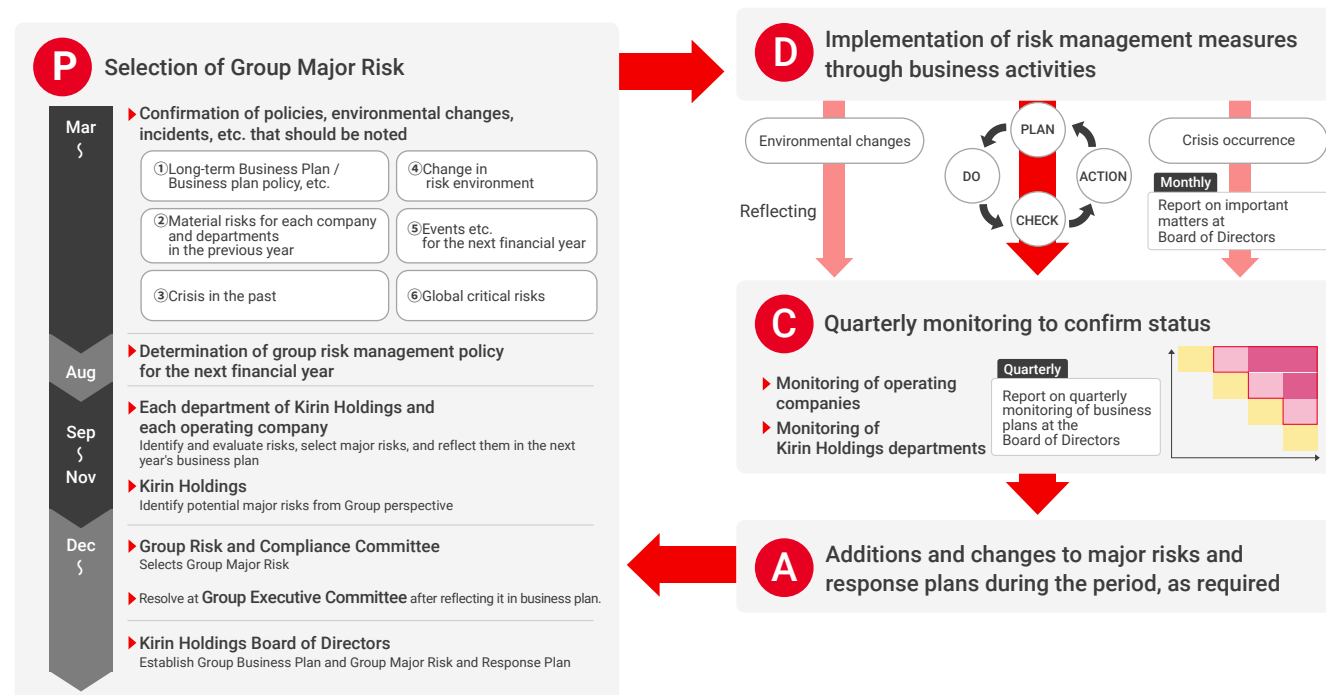 P
Selection of Group Major Risk
Mar
Confirmation of policies, environmental changes,
incidents, etc. that should be noted
①Long-term Business Plan /
Business plan policy, etc.
④Change in
risk environment
②Material risks for each company
and departments
in the previous year
⑤Events etc.
for the next financial year
③Crisis in the past
⑥Global critical risks
Aug
Determination of group risk management policy
for the next financial year
Sep
Nov
Each department of Kirin Holdings and
each operating company
Identify and evaluate risks, select major risks, and reflect them in the next
year's business plan
Kirin Holdings
Identify potential major risks from Group perspective
Dec
Group Risk and Compliance Committee
Selects Group Major Risk
Resolve at Group Executive Committee after reflecting it in business plan.
Kirin Holdings Board of Directors
Establish Group Business Plan and Group Major Risk and Response Plan
D
Implementation of risk management measures
through business activities
Environmental changes
Reflecting
PLAN
DO
ACTION
CHECK
Crisis occurrence
Monthly
Report on important
matters at
Board of Directors
C
Quarterly monitoring to confirm status
Monitoring of operating
companies
Monitoring of
Kirin Holdings departments
Quarterly
Report on quarterly
monitoring of business
plans at the
Board of Directors
A
Additions and changes to major risks and
response plans during the period, as required